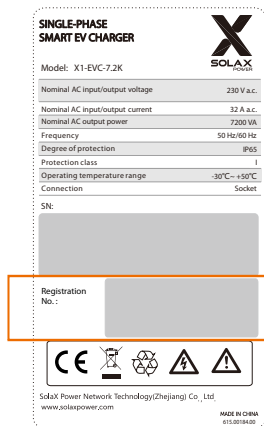 SINGLE-PHASE
SMART EV CHARGER
SOLAX
POWER
Model: X1-EVC-7.2K
Nominal AC input/output voltage 230 V a.c.
Nominal AC input/output current 32 A a.c.
Nominal AC output power 7200 VA
Frequency 50 Hz/60 Hz
Degree of protection IP65
Protection class I
Operating temperature range -30℃~ +50℃
Connection Socket
SN:
Registration
No. :
CE
SolaX Power Network Technology(Zhejiang) Co., Ltd.
www.solaxpower.com
MADE IN CHINA
615.00184.00